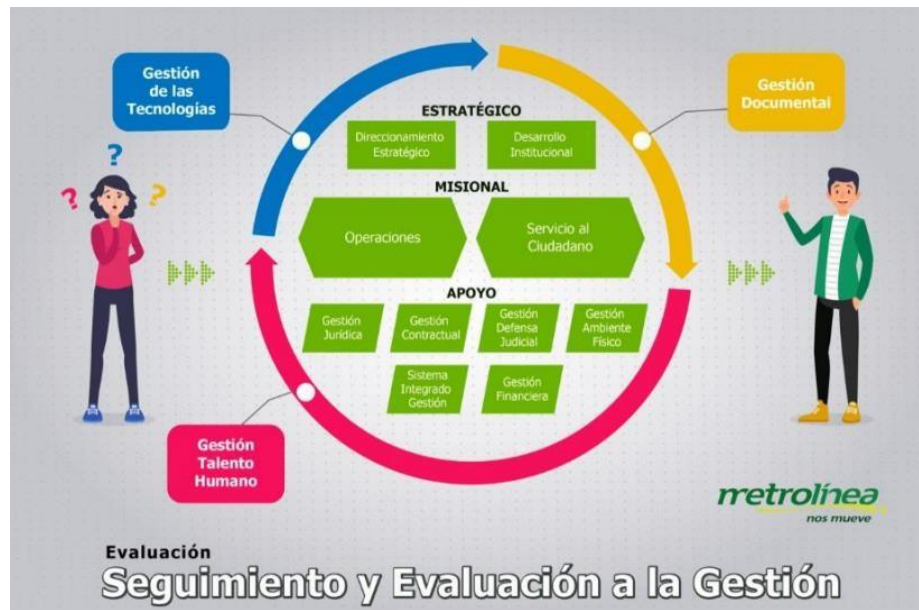 Gestión
de las
Tecnologías
Gestión
Documental
ESTRATÉGICO
Direccionamiento
Estratégico
Desarrollo
Institucional
? ? ?
MISIONAL
Operaciones
Servicio al
Ciudadano
APOYO
Gestión
Jurídica
Gestión
Contractual
Gestión
Defensa
Judicial
Gestión
Ambiente
Físico
Sistema
Integrado
Gestión
Gestión
Financiera
Gestión
Talento
Humano
metrolínea
nos mueve
Evaluación
Seguimiento y Evaluación a la Gestión